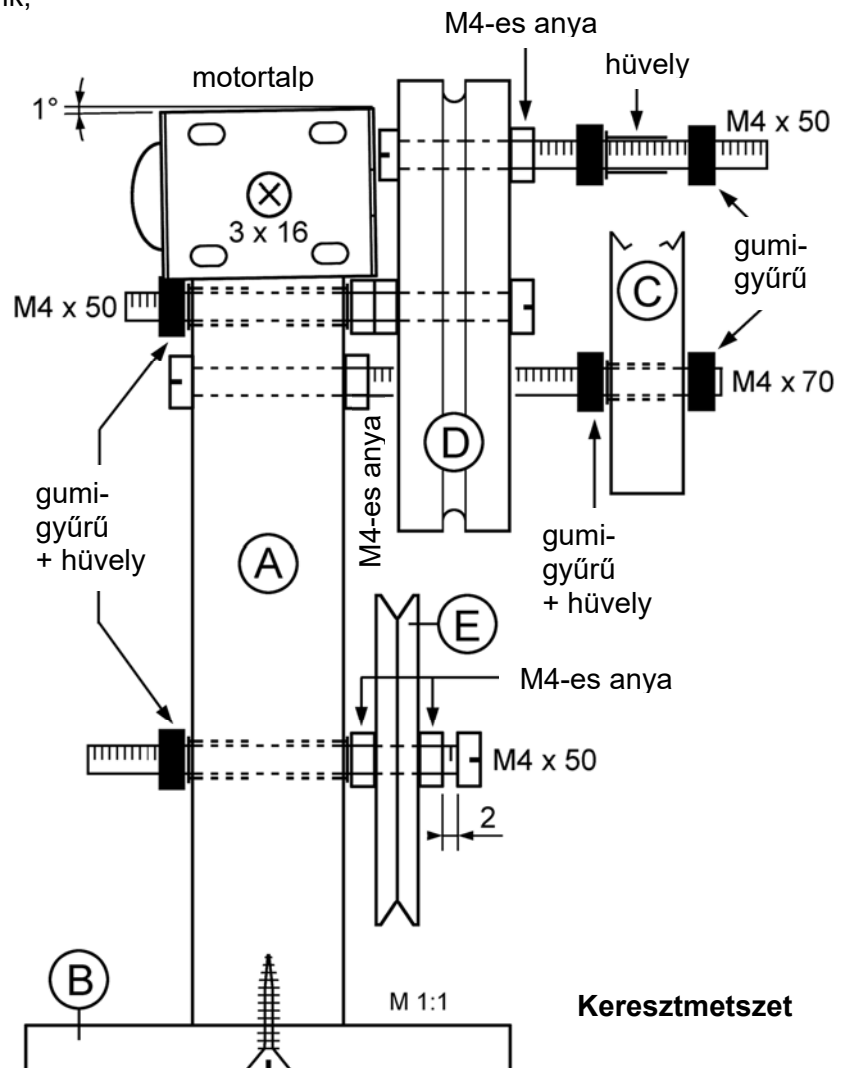 M4-es anya
motortalp
hüvely
1°
M4 x 50
3 x 16
gumi-
gyűrű
C
M4 x 50
M4 x 70
D
M4-es anya
gumi-
gyűrű
+ hüvely
A
gumi-
gyűrű
+ hüvely
E
M4-es anya
M4 x 50
2
B
M 1:1
Keresztmetszet